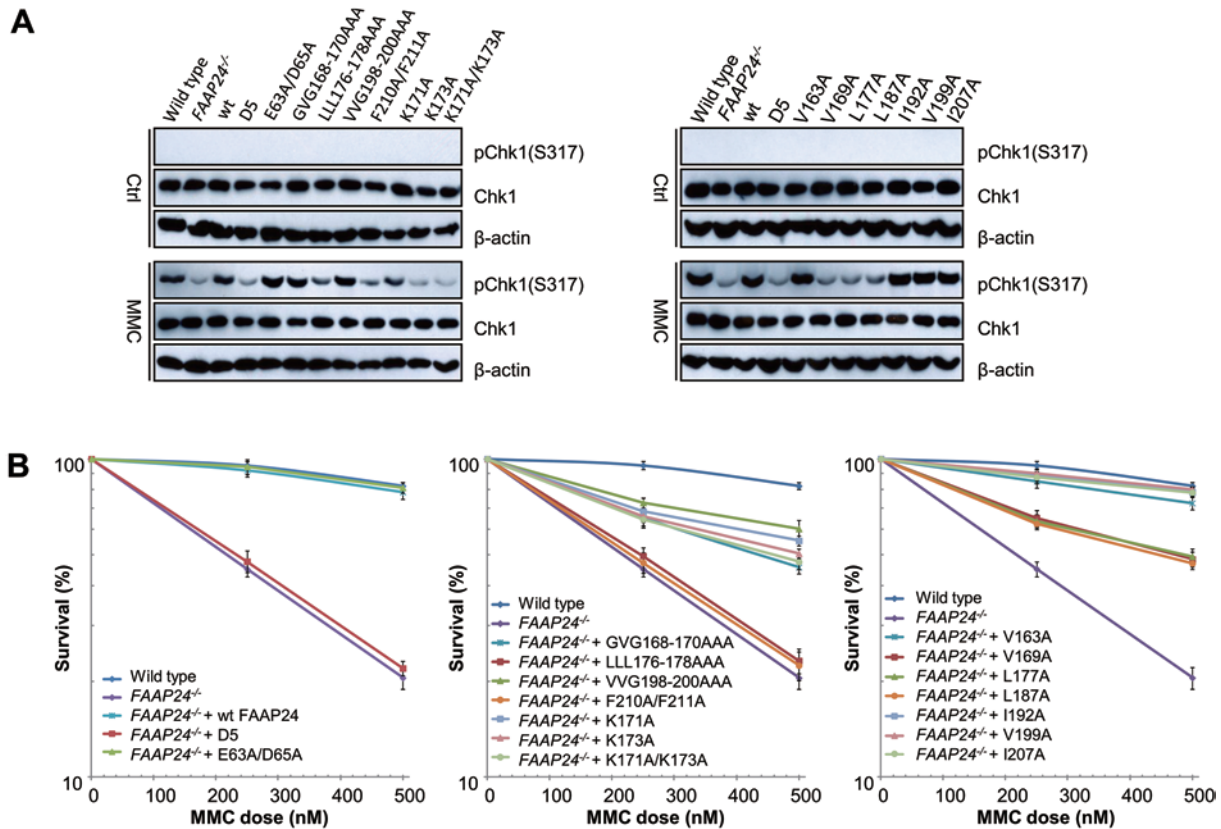 A
Wild type
FAAP24-/-
wt
D5
E63A/D65A
GVG168-170AAA
LLL176-178AAA
VVG198-200AAA
F210A/F211A
K171A
K173A
K171A/K173A
Ctrl
pChk1(S317)
Chk1
β-actin
MMC
pChk1(S317)
Chk1
β-actin
Wild type
FAAP24-/-
wt
D5
V163A
V169A
L177A
L187A
I192A
V199A
I207A
Ctrl
pChk1(S317)
Chk1
β-actin
MMC
pChk1(S317)
Chk1
β-actin
B
Survival (%)
100
10
Wild type
FAAP24-/-
FAAP24-/- + wt FAAP24
FAAP24-/- + D5
FAAP24-/- + E63A/D65A
0 100 200 300 400 500
MMC dose (nM)
Survival (%)
100
10
Wild type
FAAP24-/-
FAAP24-/- + GVG168-170AAA
FAAP24-/- + LLL176-178AAA
FAAP24-/- + VVG198-200AAA
FAAP24-/- + F210A/F211A
FAAP24-/- + K171A
FAAP24-/- + K173A
FAAP24-/- + K171A/K173A
0 100 200 300 400 500
MMC dose (nM)
Survival (%)
100
10
Wild type
FAAP24-/-
FAAP24-/- + V163A
FAAP24-/- + V169A
FAAP24-/- + L177A
FAAP24-/- + L187A
FAAP24-/- + I192A
FAAP24-/- + V199A
FAAP24-/- + I207A
0 100 200 300 400 500
MMC dose (nM)